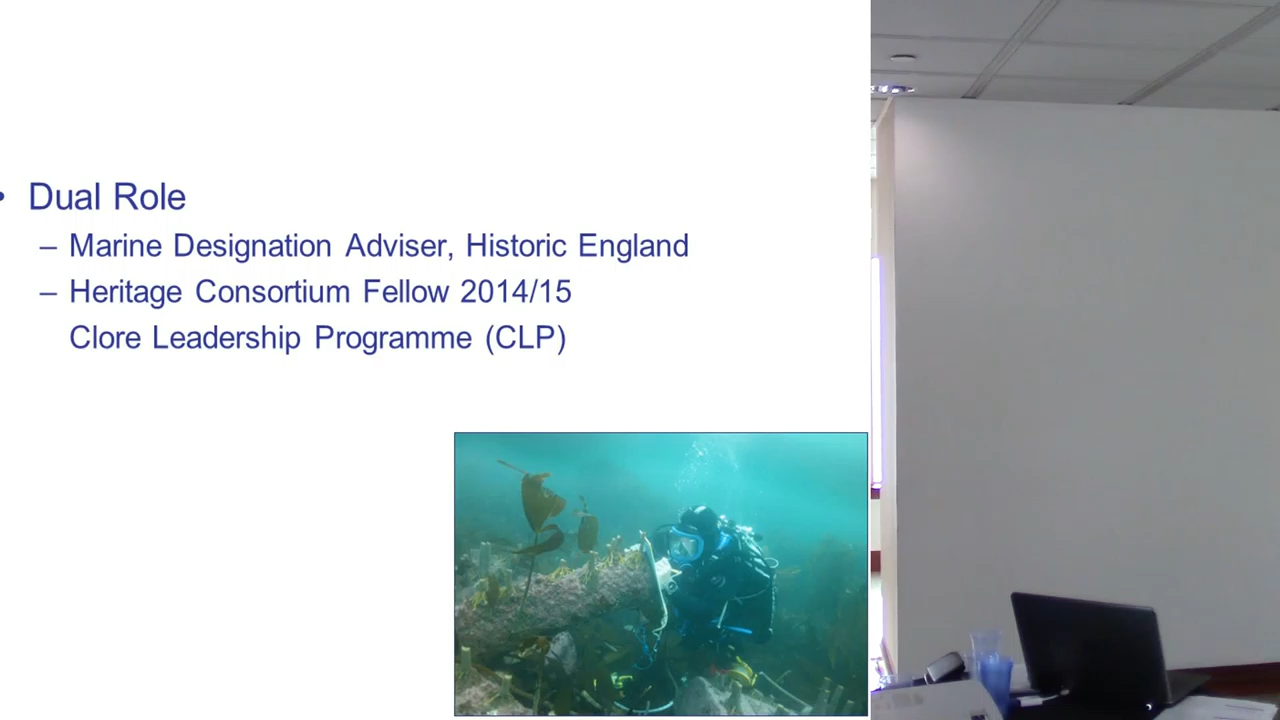 • Dual Role
– Marine Designation Adviser, Historic England
– Heritage Consortium Fellow 2014/15
Clore Leadership Programme (CLP)